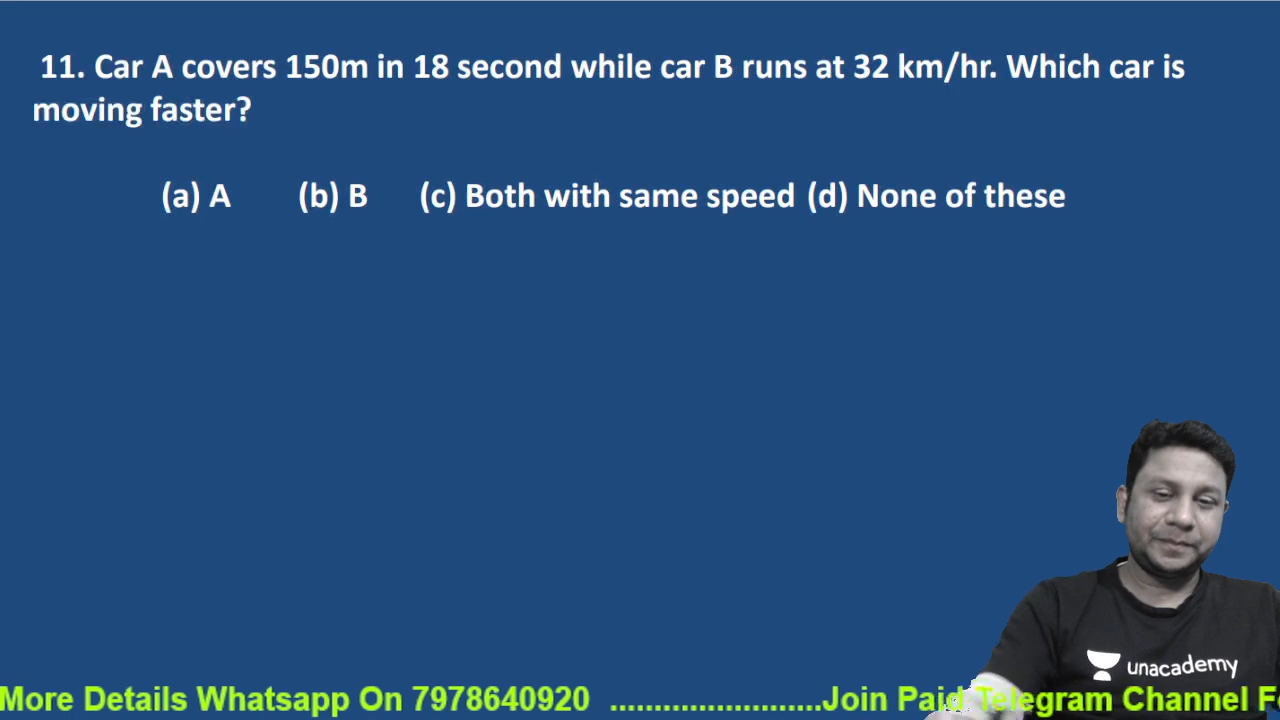 11. Car A covers 150m in 18 second while car B runs at 32 km/hr. Which car is
moving faster?
(a) A (b) B (c) Both with same speed (d) None of these
unacademy
More Details Whatsapp On 7978640920 ........................Join Paid Telegram Channel F